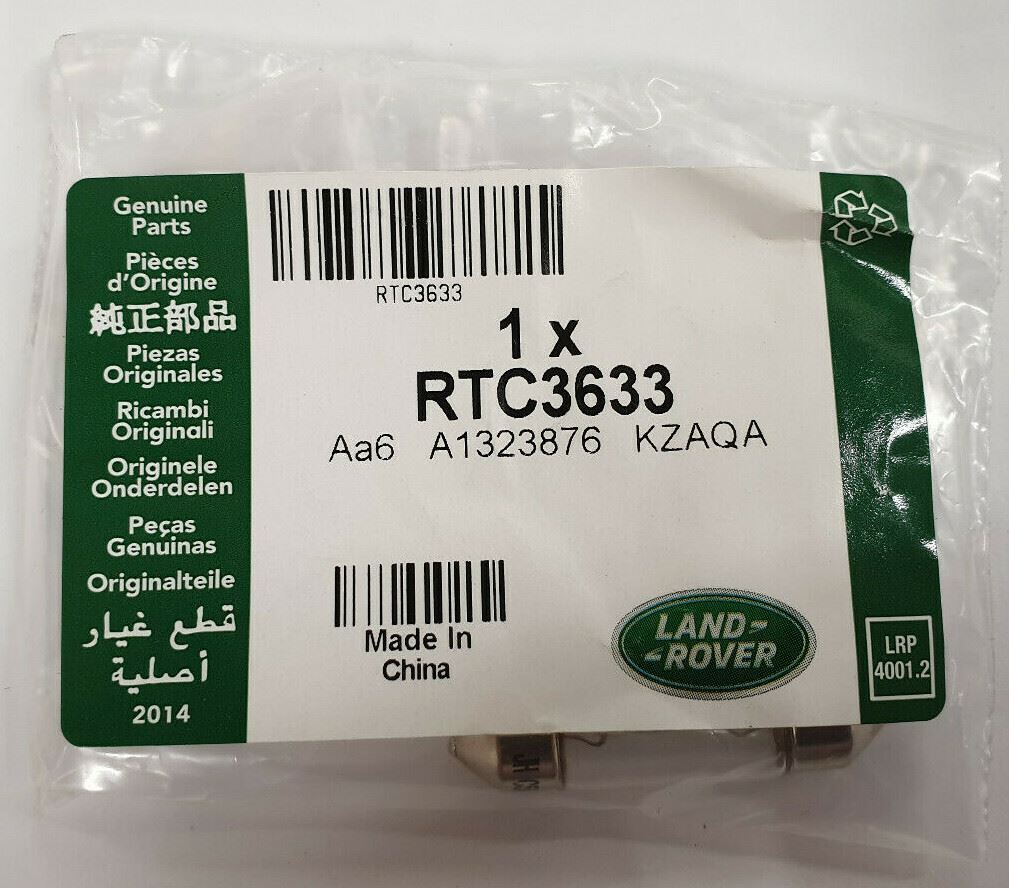 Genuine
Parts
Pièces
d'Origine
純正部品
Piezas
Originales
Ricambi
Originali
Originele
Onderdelen
Peças
Genuinas
Originalteile
قطع غيار
أصلية
2014
RTC3633
1 x
RTC3633
Aa6 A1323876 KZAQA
Made In
China
LAND-
-ROVER
LRP
4001.2